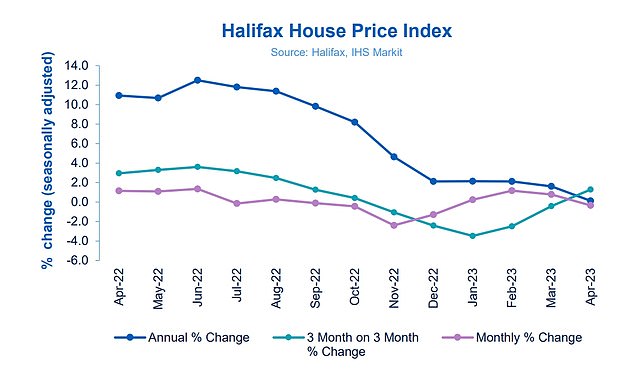 Halifax House Price Index
Source: Halifax, IHS Markit
% change (seasonally adjusted)
14.0
12.0
10.0
8.0
6.0
4.0
2.0
0.0
-2.0
-4.0
-6.0
Apr-22
May-22
Jun-22
Jul-22
Aug-22
Sep-22
Oct-22
Nov-22
Dec-22
Jan-23
Feb-23
Mar-23
Apr-23
Annual % Change
3 Month on 3 Month
% Change
Monthly % Change